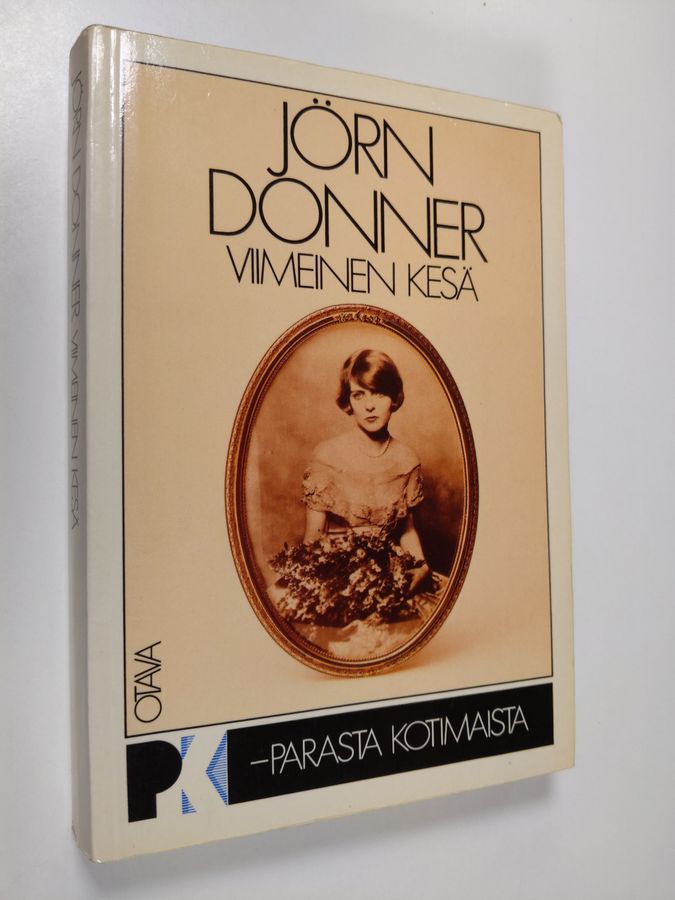 JÖRN
DONNER
VIIMEINEN KESÄ
OTAVA
PK
–PARASTA KOTIMAISTA
JÖRN DONNER VIIMEINEN KESÄ